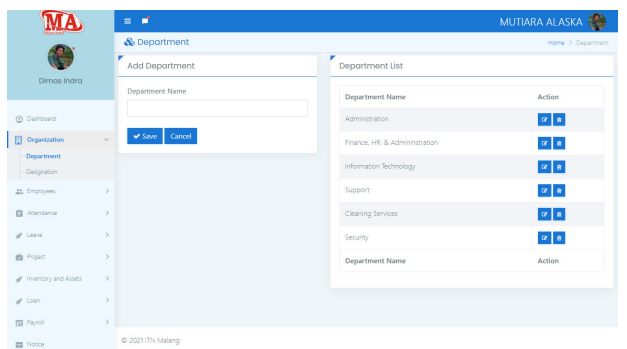 MA
MUTIARA ALASKA
Dimas Indra
Dashboard
Organization
Department
Designation
Employees
Attendance
Leave
Project
Inventory and Assets
Loan
Payroll
Notice
Department
Home > Department
Add Department
Department Name
Save
Cancel
Department List
Department Name Action
Administration
Finance, HR, & Admininstration
Information Technology
Support
Cleaning Services
Security
Department Name Action
© 2021 ITN Malang